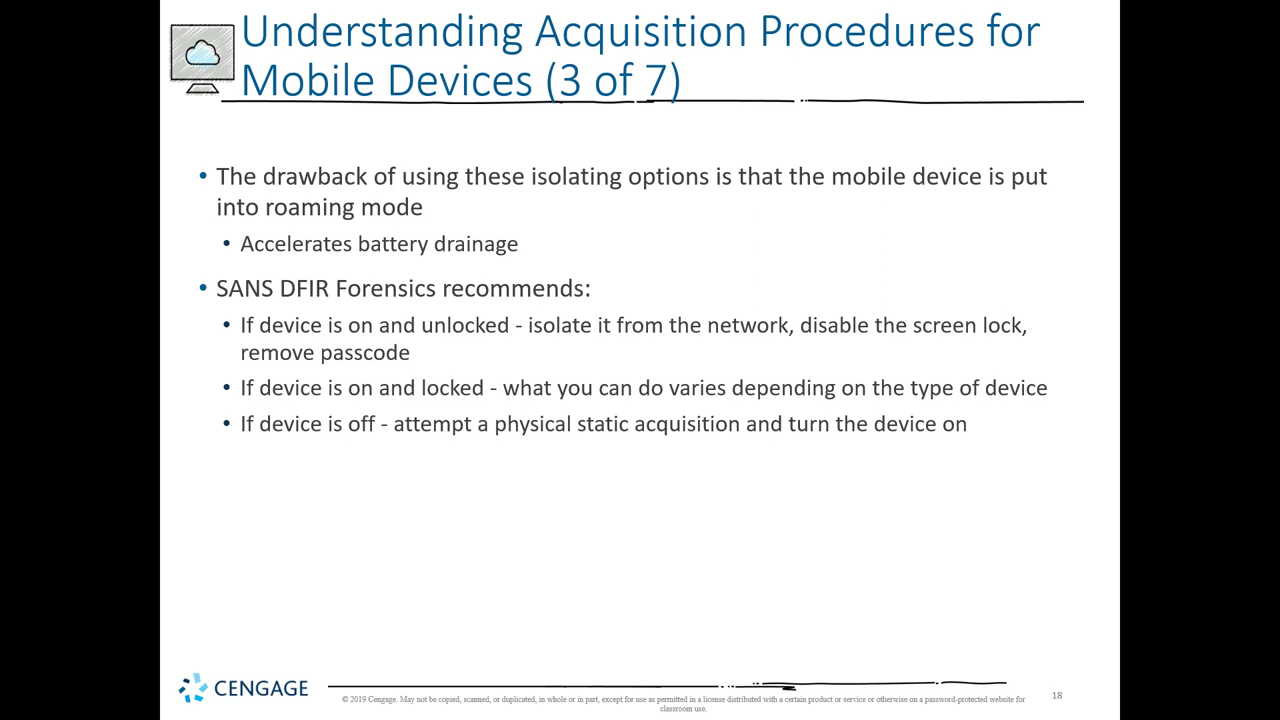 Understanding Acquisition Procedures for
Mobile Devices (3 of 7)
• The drawback of using these isolating options is that the mobile device is put
into roaming mode
• Accelerates battery drainage
• SANS DFIR Forensics recommends:
• If device is on and unlocked - isolate it from the network, disable the screen lock,
remove passcode
• If device is on and locked - what you can do varies depending on the type of device
• If device is off - attempt a physical static acquisition and turn the device on
CENGAGE
© 2019 Cengage. May not be copied, scanned, or duplicated, in whole or in part, except for use as permitted in a license distributed with a certain product or service or otherwise on a password-protected website for
classroom use.
18